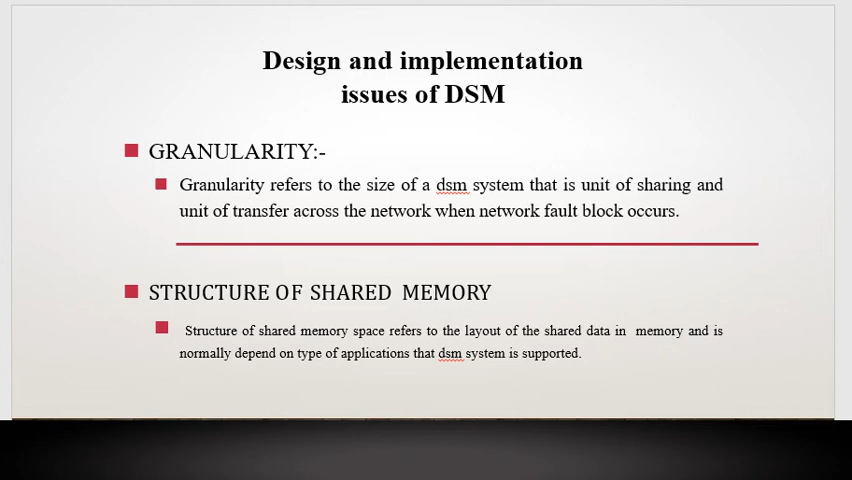 Design and implementation
issues of DSM
GRANULARITY:-
Granularity refers to the size of a dsm system that is unit of sharing and
unit of transfer across the network when network fault block occurs.
STRUCTURE OF SHARED MEMORY
Structure of shared memory space refers to the layout of the shared data in memory and is
normally depend on type of applications that dsm system is supported.